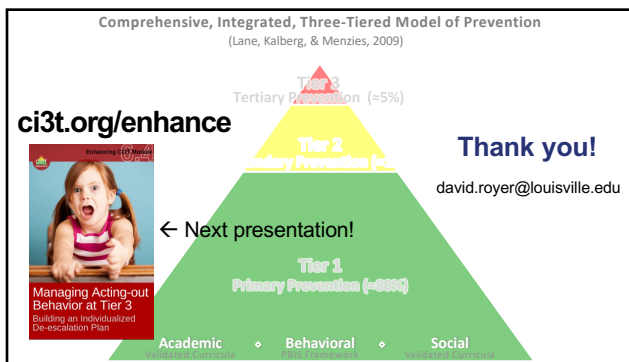 Comprehensive, Integrated, Three-Tiered Model of Prevention
(Lane, Kalberg, & Menzies, 2009)
Tier 3
Tertiary Prevention (≈5%)
ci3t.org/enhance
Enhancing Ci3T Module
Tier 2
Prevention
Thank you!
david.royer@louisville.edu
← Next presentation!
Tier 1
Primary Prevention (≈80%)
Managing Acting-out
Behavior at Tier 3
Building an Individualized
De-escalation Plan
Academic ⋄ Behavioral ⋄ Social
Validated Curricula PBIS Framework Validated Curricula